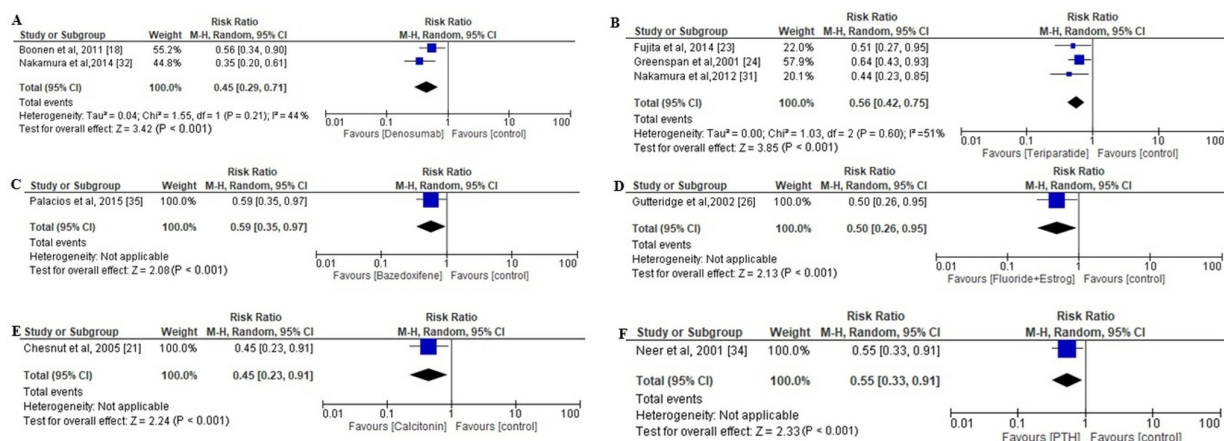 A
Risk Ratio Risk Ratio
Study or Subgroup Weight M-H, Random, 95% CI M-H, Random, 95% CI
Boonen et al, 2011 [18] 55.2% 0.56 [0.34, 0.90]
Nakamura et al,2014 [32] 44.8% 0.35 [0.20, 0.61]
Total (95% CI) 100.0% 0.45 [0.29, 0.71]
Total events
Heterogeneity: Tau² = 0.04; Chi² = 1.55, df = 1 (P = 0.21); I² = 44%
Test for overall effect: Z = 3.42 (P < 0.001)
0.01 0.1 1 10 100
Favours [Denosumab] Favours [control]
B
Risk Ratio Risk Ratio
Study or Subgroup Weight M-H, Random, 95% CI M-H, Random, 95% CI
Fujita et al, 2014 [23] 22.0% 0.51 [0.27, 0.95]
Greenspan et al,2001 [24] 57.9% 0.64 [0.43, 0.93]
Nakamura et al,2012 [31] 20.1% 0.44 [0.23, 0.85]
Total (95% CI) 100.0% 0.56 [0.42, 0.75]
Total events
Heterogeneity: Tau² = 0.00; Chi² = 1.03, df = 2 (P = 0.60); I² =51%
Test for overall effect: Z = 3.85 (P < 0.001)
0.01 0.1 1 10 100
Favours [Teriparatide] Favours [control]
C
Risk Ratio Risk Ratio
Study or Subgroup Weight M-H, Random, 95% CI M-H, Random, 95% CI
Palacios et al, 2015 [35] 100.0% 0.59 [0.35, 0.97]
Total (95% CI) 100.0% 0.59 [0.35, 0.97]
Total events
Heterogeneity: Not applicable
Test for overall effect: Z = 2.08 (P < 0.001)
0.01 0.1 1 10 100
Favours [Bazedoxifene] Favours [control]
D
Risk Ratio Risk Ratio
Study or Subgroup Weight M-H, Random, 95% CI M-H, Random, 95% CI
Gutteridge et al,2002 [26] 100.0% 0.50 [0.26, 0.95]
Total (95% CI) 100.0% 0.50 [0.26, 0.95]
Total events
Heterogeneity: Not applicable
Test for overall effect: Z = 2.13 (P < 0.001)
0.01 0.1 1 10 100
Favours [Fluoride+Estrog] Favours [control]
E
Risk Ratio Risk Ratio
Study or Subgroup Weight M-H, Random, 95% CI M-H, Random, 95% CI
Chesnut et al, 2005 [21] 100.0% 0.45 [0.23, 0.91]
Total (95% CI) 100.0% 0.45 [0.23, 0.91]
Total events
Heterogeneity: Not applicable
Test for overall effect: Z = 2.24 (P < 0.001)
0.01 0.1 1 10 100
Favours [Calcitonin] Favours [control]
F
Risk Ratio Risk Ratio
Study or Subgroup Weight M-H, Random, 95% CI M-H, Random, 95% CI
Neer et al, 2001 [34] 100.0% 0.55 [0.33, 0.91]
Total (95% CI) 100.0% 0.55 [0.33, 0.91]
Total events
Heterogeneity: Not applicable
Test for overall effect: Z = 2.33 (P < 0.001)
0.01 0.1 1 10 100
Favours [PTH] Favours [control]